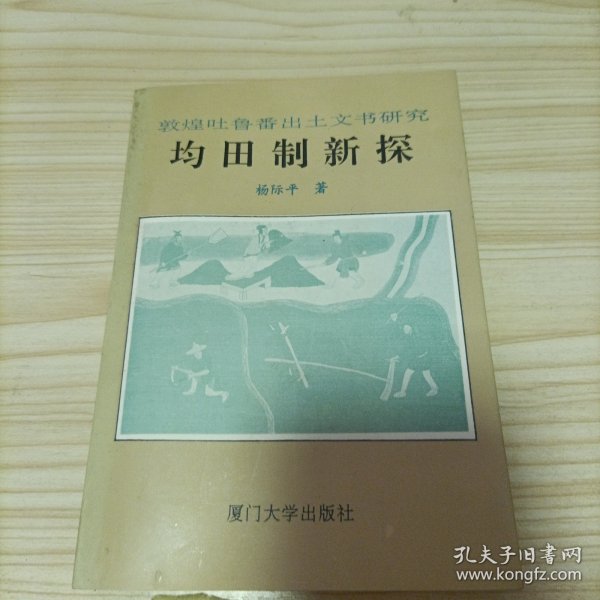 敦煌吐鲁番出土文书研究
均田制新探
杨际平 著
厦门大学出版社
孔夫子旧书网
www.kongfz.com